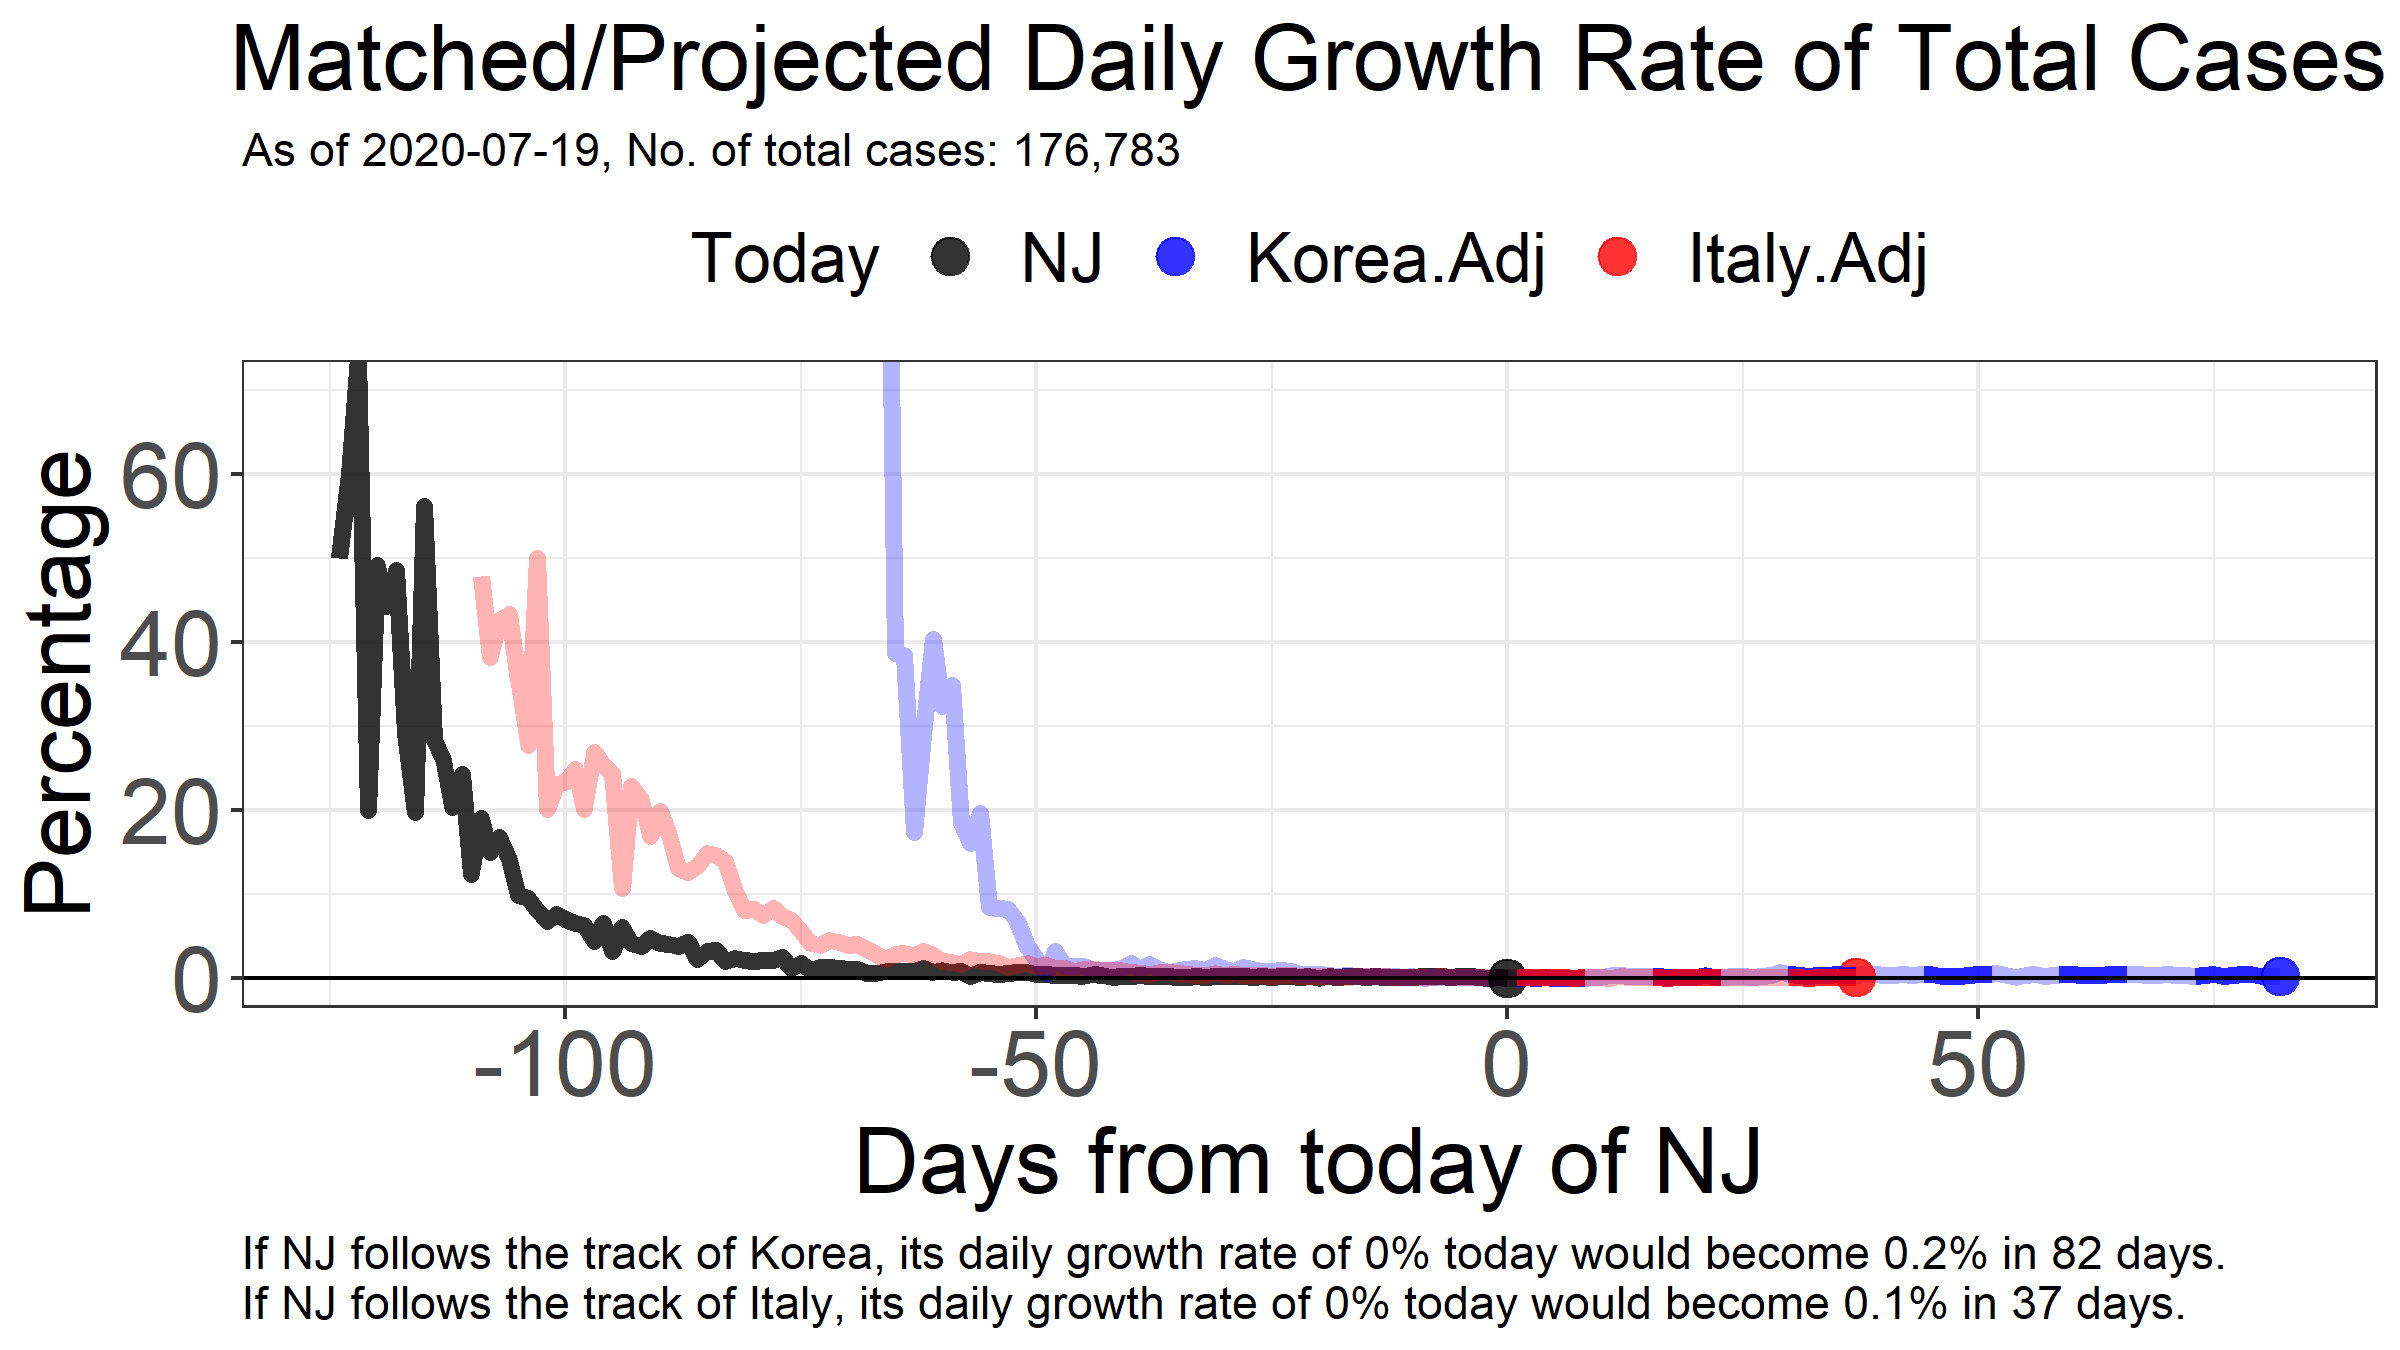 Matched/Projected Daily Growth Rate of Total Cases
As of 2020-07-19, No. of total cases: 176,783
Today NJ Korea.Adj Italy.Adj
Percentage
60
40
20
0
-100 -50 0 50
Days from today of NJ
If NJ follows the track of Korea, its daily growth rate of 0% today would become 0.2% in 82 days.
If NJ follows the track of Italy, its daily growth rate of 0% today would become 0.1% in 37 days.